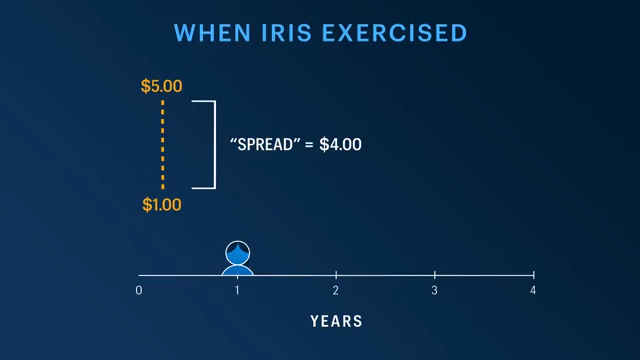 WHEN IRIS EXERCISED
$5.00
“SPREAD” = $4.00
$1.00
0 1 2 3 4
YEARS